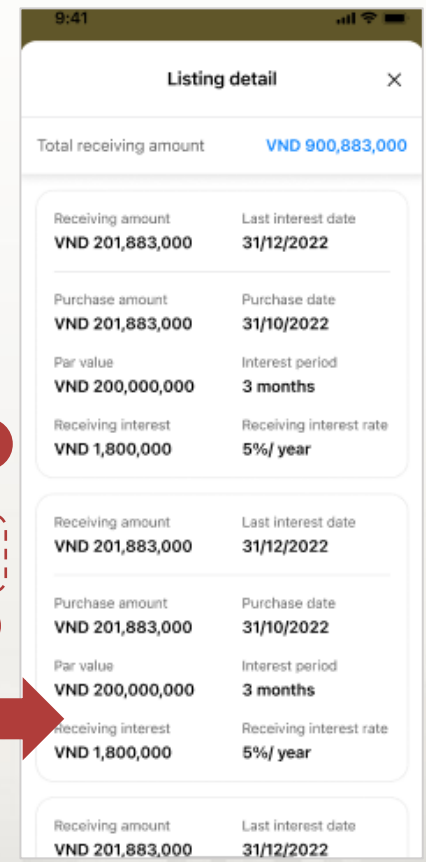 9:41
Listing detail
Total receiving amount VND 900,883,000
Receiving amount Last interest date
VND 201,883,000 31/12/2022
Purchase amount Purchase date
VND 201,883,000 31/10/2022
Par value Interest period
VND 200,000,000 3 months
Receiving interest Receiving interest rate
VND 1,800,000 5%/ year
Receiving amount Last interest date
VND 201,883,000 31/12/2022
Purchase amount Purchase date
VND 201,883,000 31/10/2022
Par value Interest period
VND 200,000,000 3 months
Receiving interest Receiving interest rate
VND 1,800,000 5%/ year
Receiving amount Last interest date
VND 201,883,000 31/12/2022